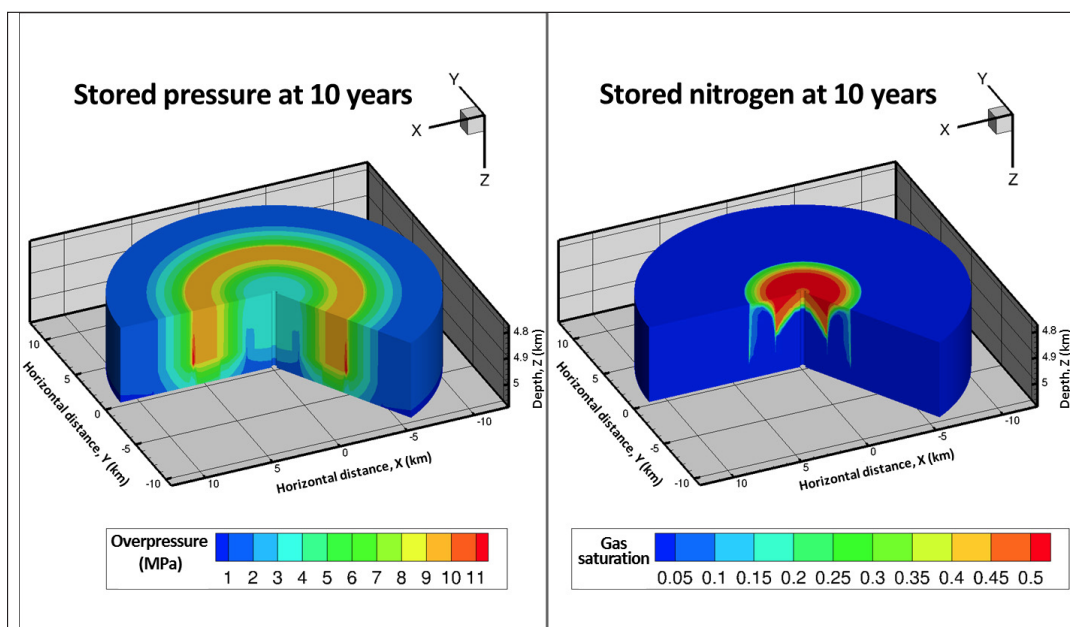 Stored pressure at 10 years
Y
X
Z
10
5
0
-5
-10
Horizontal distance, Y (km)
10
5
0
-5
-10
Horizontal distance, X (km)
4.8
4.9
5
Depth, Z (km)
Overpressure
(MPa)
1 2 3 4 5 6 7 8 9 10 11
Stored nitrogen at 10 years
Y
X
Z
10
5
0
-5
-10
Horizontal distance, Y (km)
10
5
0
-5
-10
Horizontal distance, X (km)
4.8
4.9
5
Depth, Z (km)
Gas
saturation
0.05 0.1 0.15 0.2 0.25 0.3 0.35 0.4 0.45 0.5